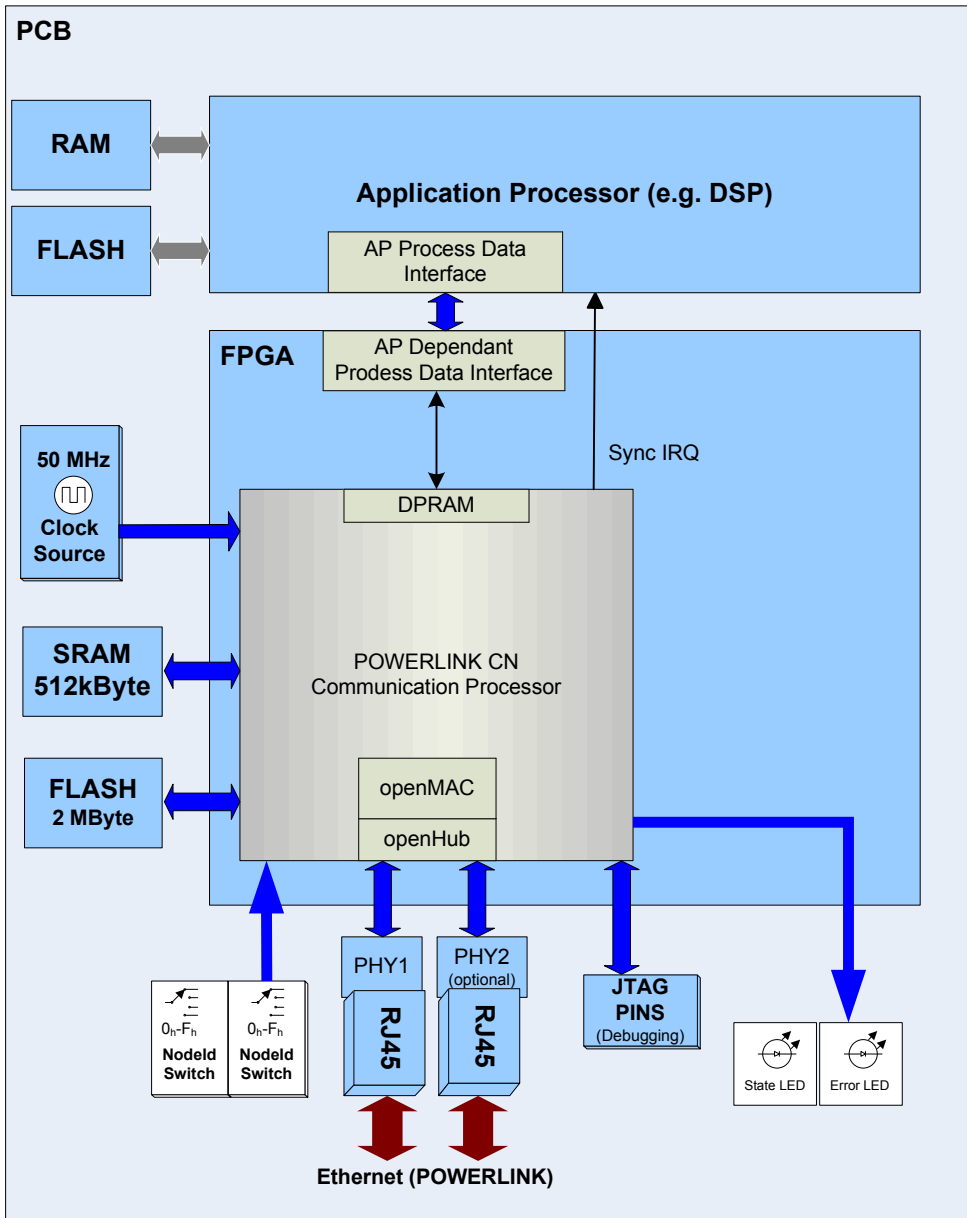 PCB
RAM
FLASH
Application Processor (e.g. DSP)
AP Process Data
Interface
FPGA
AP Dependant
Prodess Data Interface
Sync IRQ
50 MHz
Clock
Source
DPRAM
SRAM
512kByte
POWERLINK CN
Communication Processor
FLASH
2 MByte
openMAC
openHub
PHY1
PHY2
(optional)
RJ45
RJ45
JTAG
PINS
(Debugging)
0h-Fh
NodeId
Switch
0h-Fh
NodeId
Switch
State LED
Error LED
Ethernet (POWERLINK)